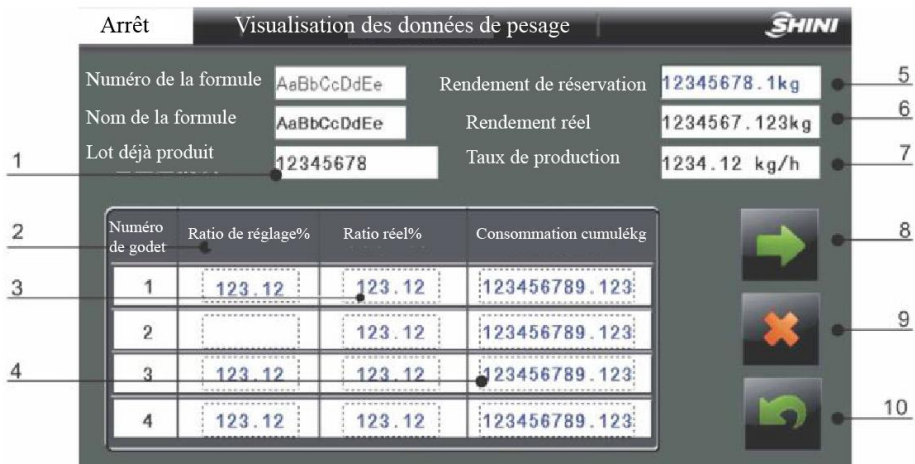 Arrêt Visualisation des données de pesage SHINI
Numéro de la formule AaBbCcDdEe Rendement de réservation 12345678.1kg 5
Nom de la formule AaBbCcDdEe Rendement réel 1234567.123kg 6
1 Lot déjà produit 12345678 Taux de production 1234.12 kg/h 7
2 Numéro de godet Ratio de réglage% Ratio réel% Consommation cumulékg 8
3 1 123.12 123.12 123456789.123
2 123.12 123456789.123 9
4 3 123.12 123.12 123456789.123
4 123.12 123.12 123456789.123 10